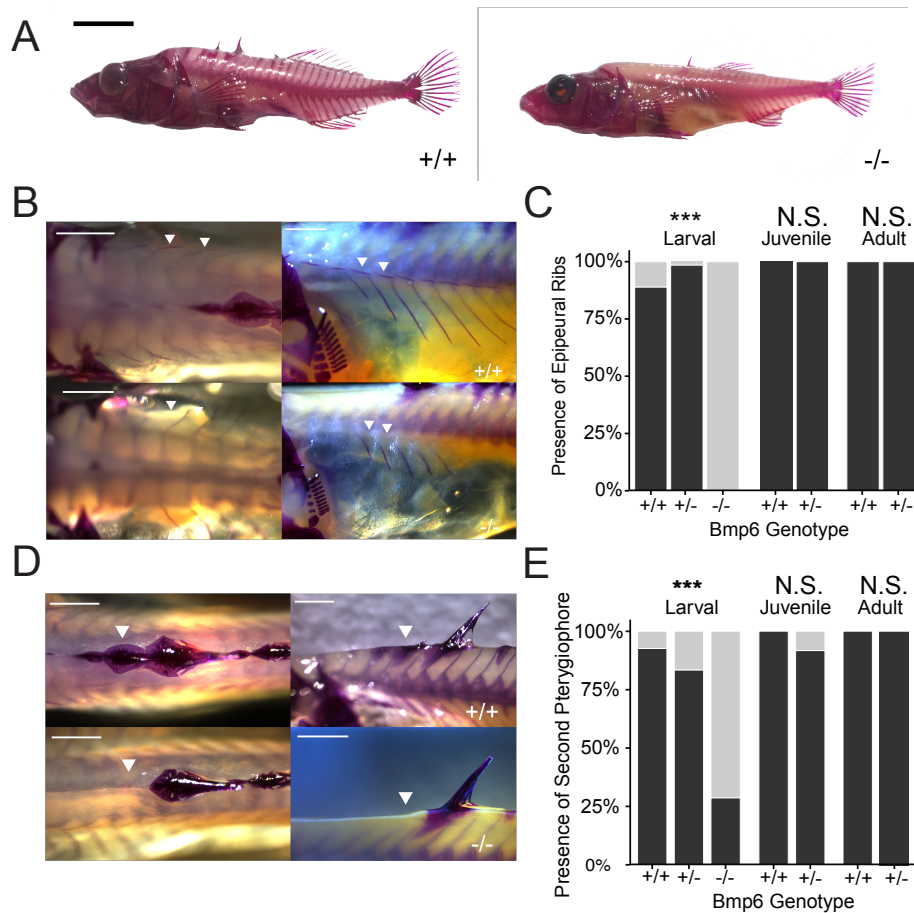 A
+/+
-/-
B
+/+
-/-
C
*** N.S. N.S.
Larval Juvenile Adult
Presence of Epipeural Ribs
100%
75%
50%
25%
0%
+/+ +/- -/- +/+ +/- +/+ +/-
Bmp6 Genotype
D
+/+
-/-
E
*** N.S. N.S.
Larval Juvenile Adult
Presence of Second Pterygiophore
100%
75%
50%
25%
0%
+/+ +/- -/- +/+ +/- +/+ +/-
Bmp6 Genotype